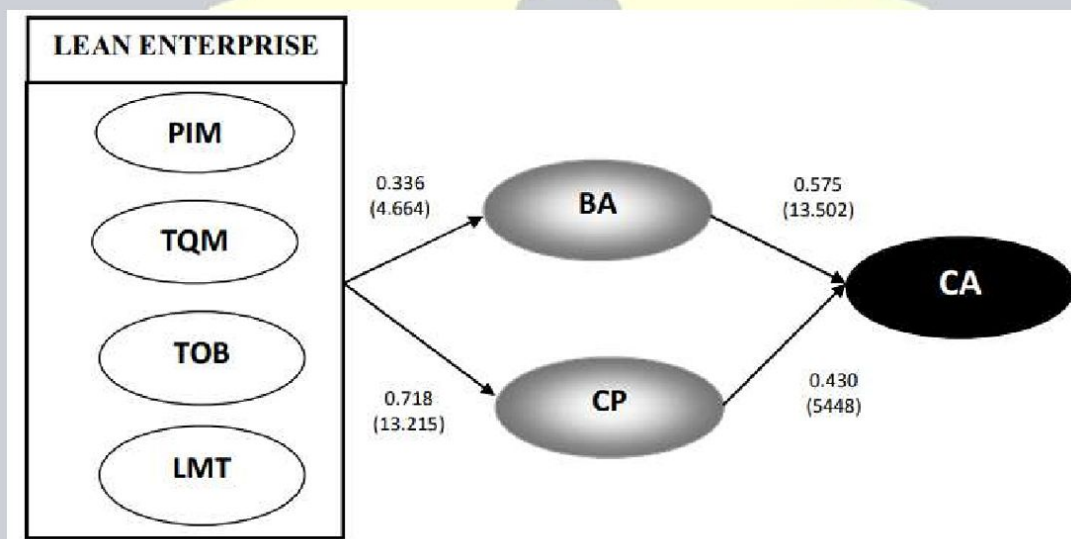 LEAN ENTERPRISE
PIM
TQM
TOB
LMT
0.336
(4.664)
0.718
(13.215)
BA
CP
0.575
(13.502)
0.430
(5448)
CA